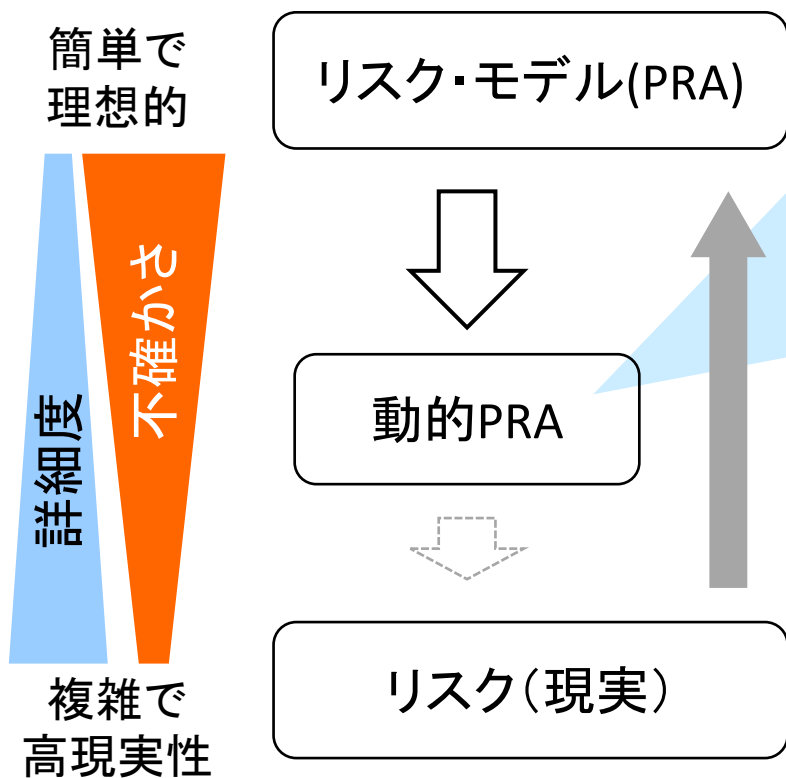 簡単で
理想的
リスク・モデル(PRA)
不確かさ
詳細度
動的PRA
複雑で
高現実性
リスク（現実）